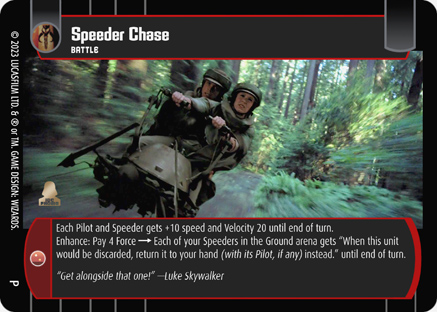 Speeder Chase
BATTLE
© 2023 LUCASFILM LTD. & ® or TM. GAME DESIGN: WIZARDS.
Each Pilot and Speeder gets +10 speed and Velocity 20 until end of turn.
Enhance: Pay 4 Force → Each of your Speeders in the Ground arena gets "When this unit
would be discarded, return it to your hand (with its Pilot, if any) instead." until end of turn.
"Get alongside that one!" —Luke Skywalker
P